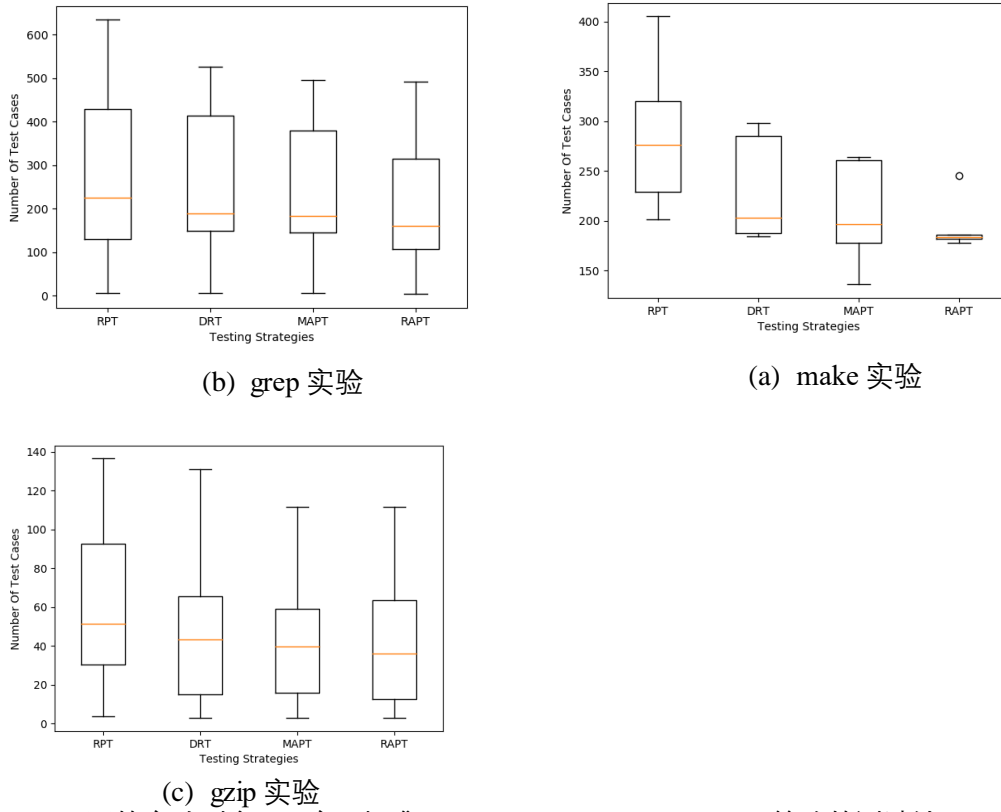 600
500
400
300
200
100
0
Number Of Test Cases
RPT DRT MAPT RAPT
Testing Strategies
(b) grep 实验
400
350
300
250
200
150
Number Of Test Cases
RPT DRT MAPT RAPT
Testing Strategies
(a) make 实验
140
120
100
80
60
40
20
0
Number Of Test Cases
RPT DRT MAPT RAPT
Testing Strategies
(c) gzip 实验